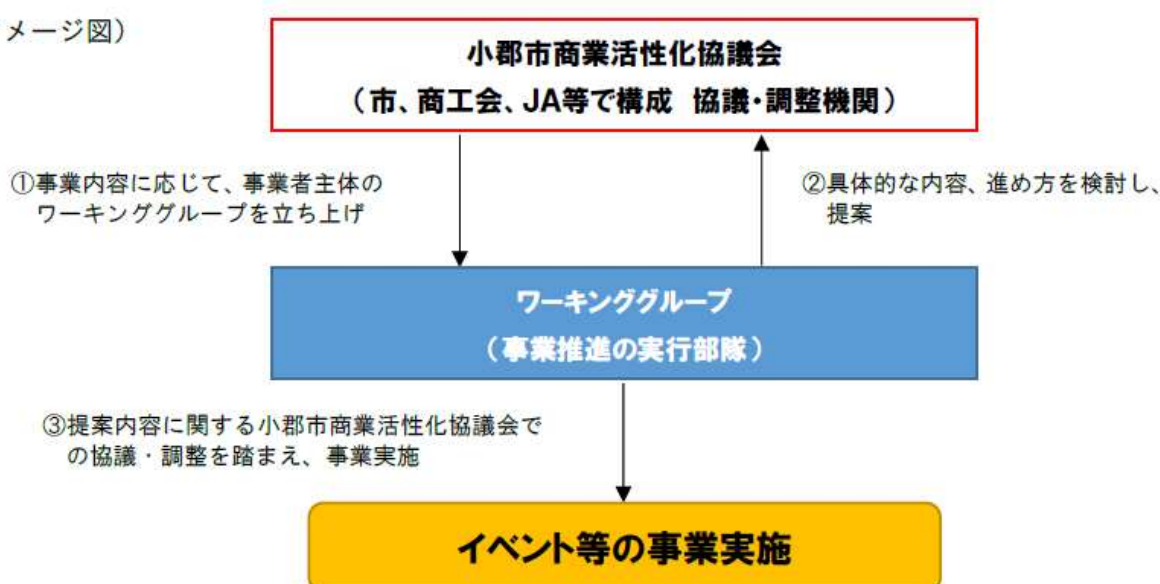 メージ図）
小郡市商業活性化協議会
（市、商工会、JA等で構成　協議・調整機関）
①事業内容に応じて、事業者主体の
ワーキンググループを立ち上げ
②具体的な内容、進め方を検討し、
提案
ワーキンググループ
（事業推進の実行部隊）
③提案内容に関する小郡市商業活性化協議会で
の協議・調整を踏まえ、事業実施
イベント等の事業実施